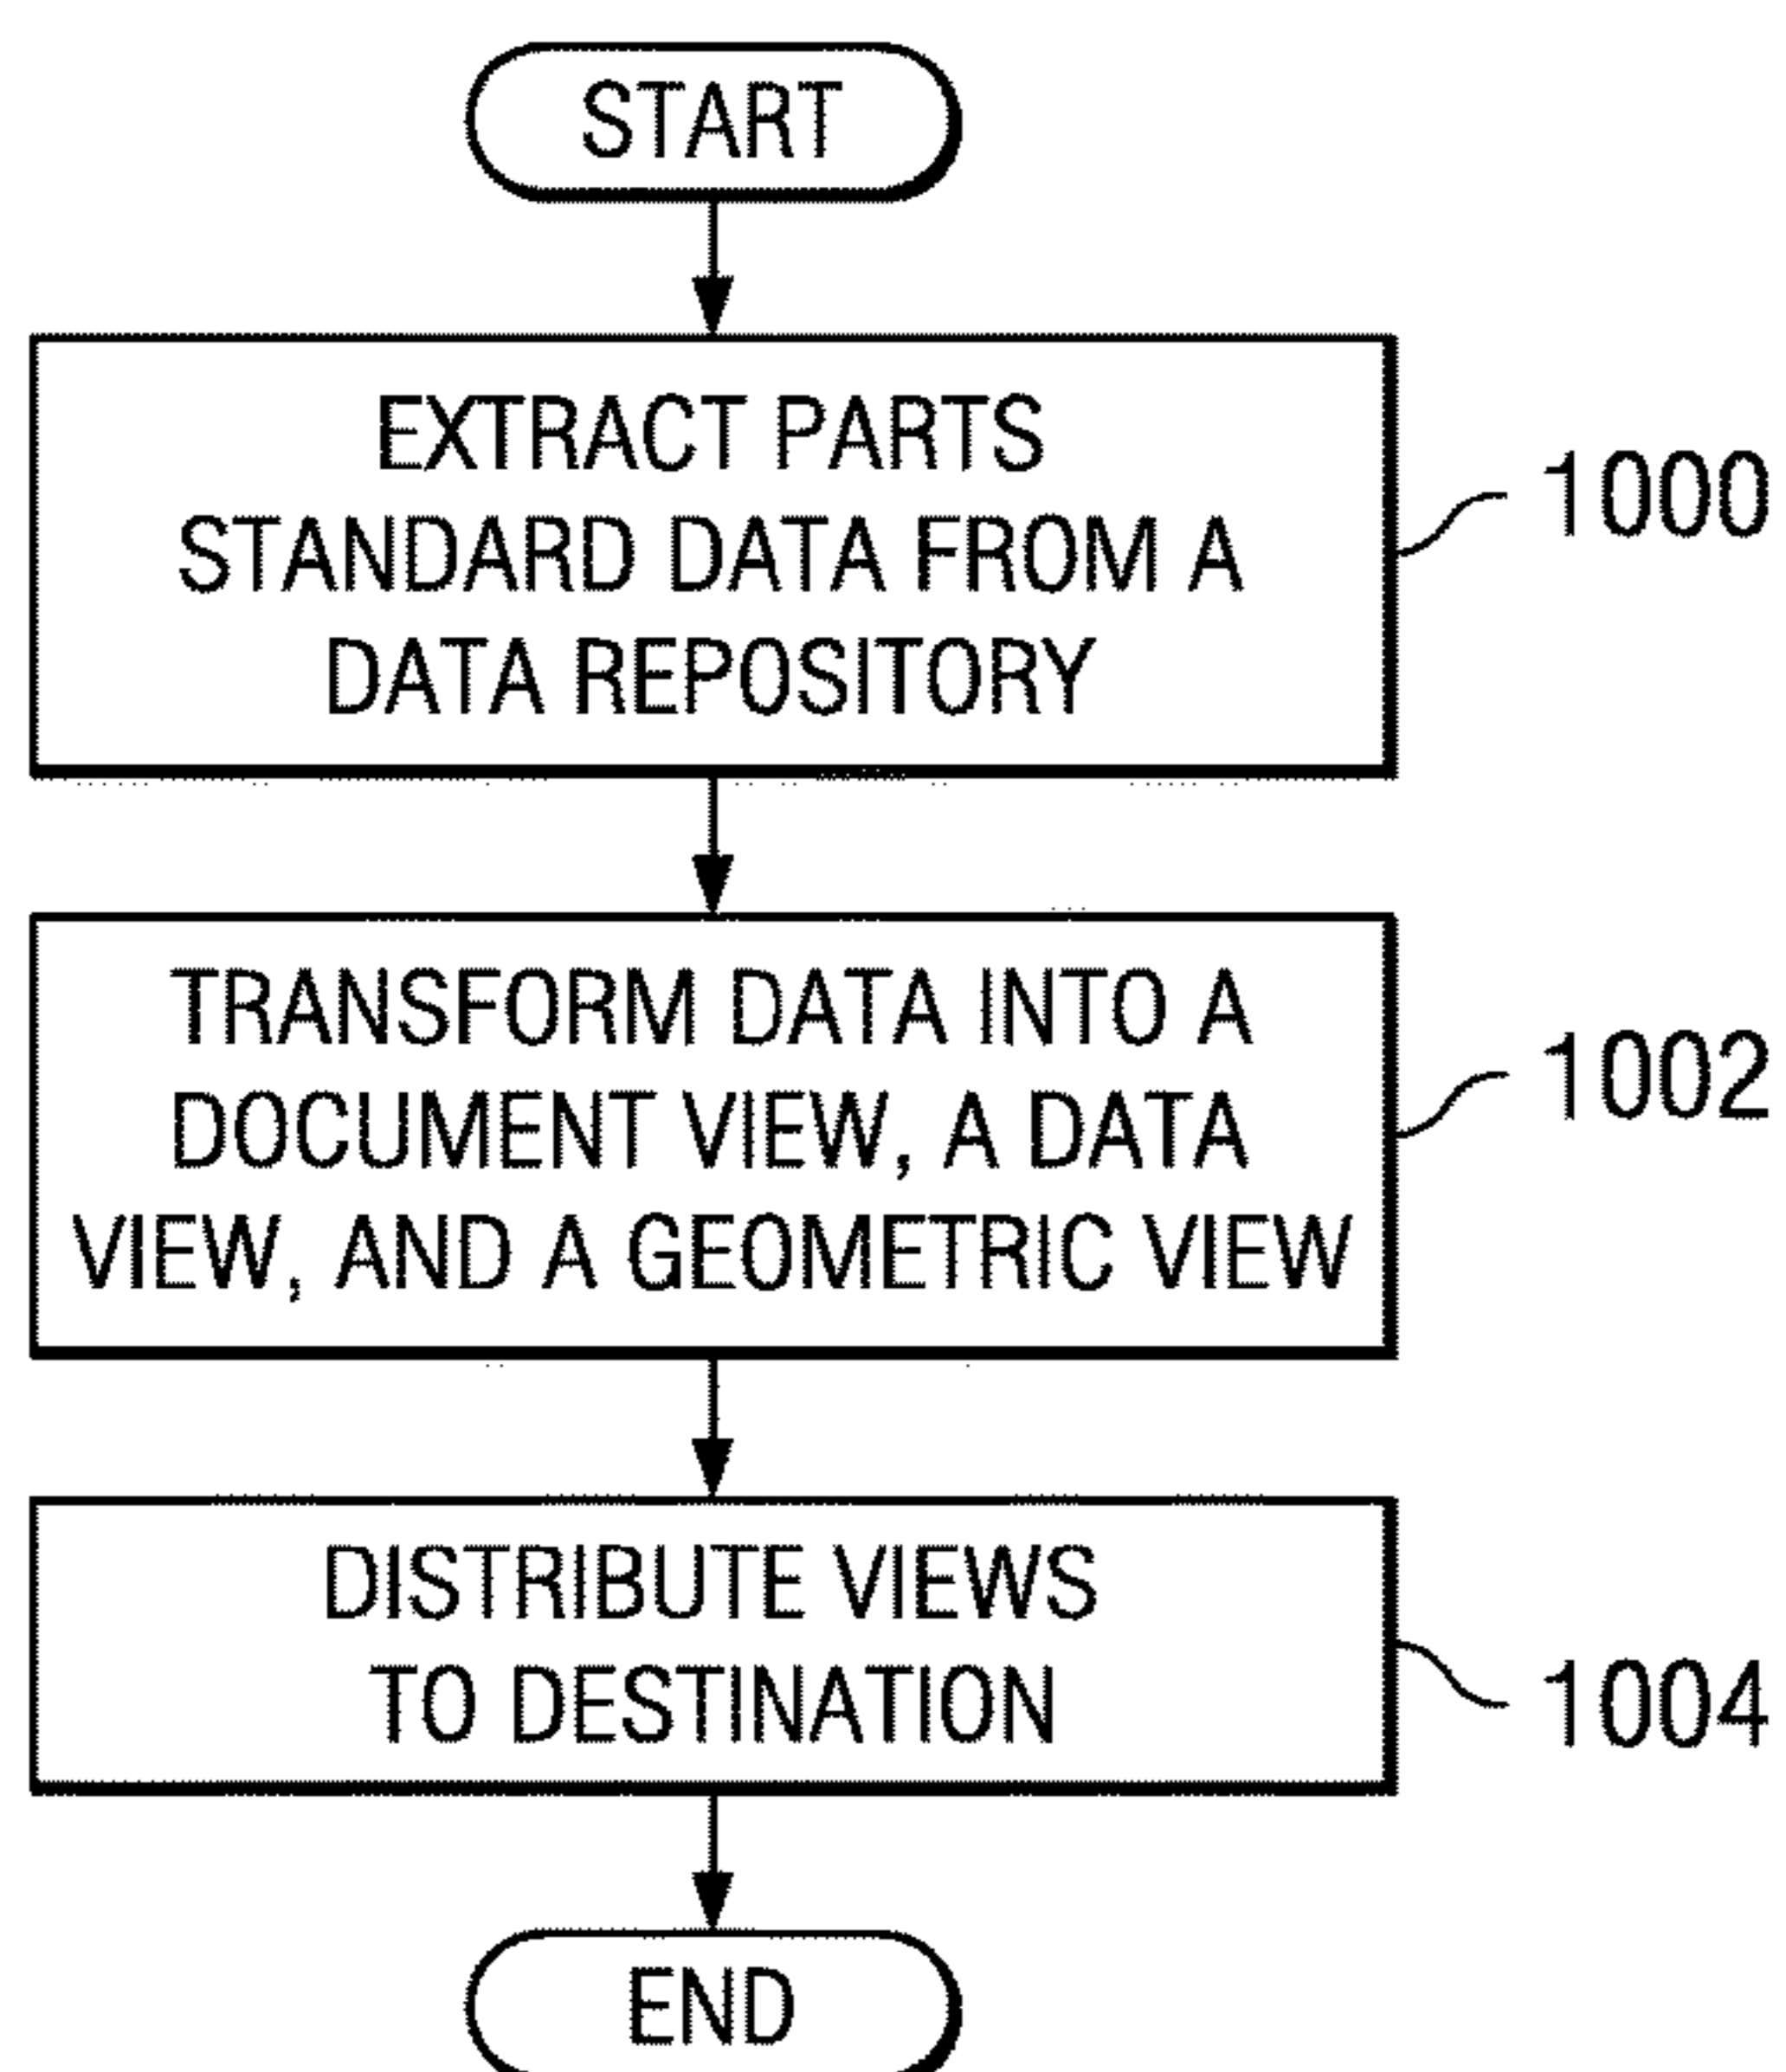 START
EXTRACT PARTS
STANDARD DATA FROM A
DATA REPOSITORY
1000
TRANSFORM DATA INTO A
DOCUMENT VIEW, A DATA
VIEW, AND A GEOMETRIC VIEW
1002
DISTRIBUTE VIEWS
TO DESTINATION
1004
END